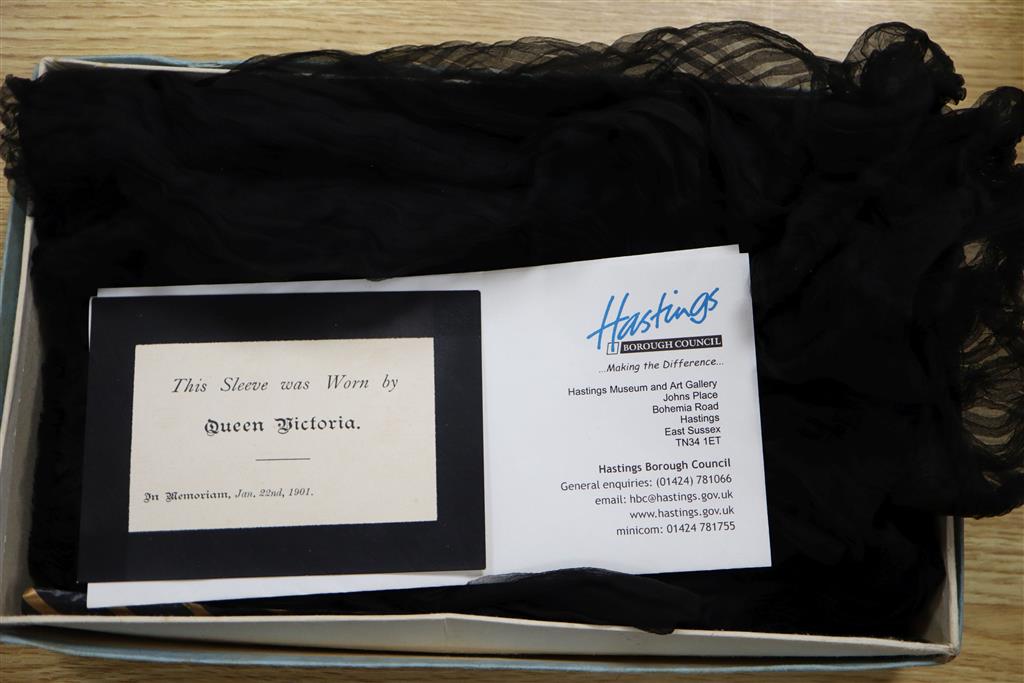 This Sleeve was Worn by
Queen Victoria.
In Memoriam, Jan. 22nd, 1901.
Hastings
BOROUGH COUNCIL
...Making the Difference...
Hastings Museum and Art Gallery
Johns Place
Bohemia Road
Hastings
East Sussex
TN34 1ET
Hastings Borough Council
General enquiries: (01424) 781066
email: hbc@hastings.gov.uk
www.hastings.gov.uk
minicom: 01424 781755